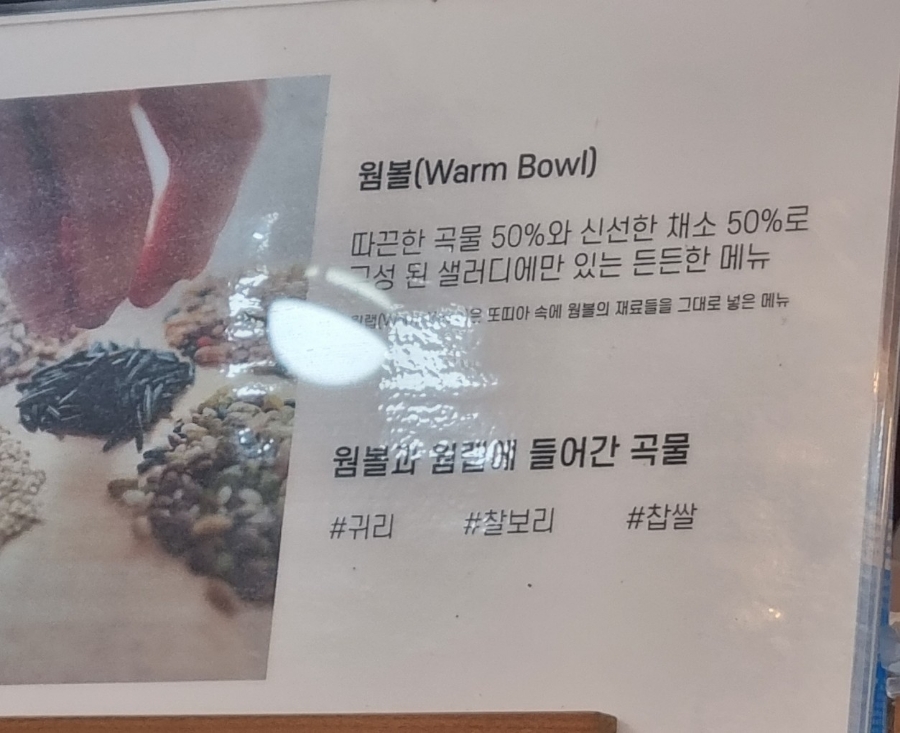 웜볼(Warm Bowl)
따끈한 곡물 50%와 신선한 채소 50%로
구성 된 샐러디에만 있는 든든한 메뉴
또띠아 속에 웜볼의 재료들을 그대로 넣은 메뉴
웜볼과 웜랩에 들어간 곡물
#귀리 #찰보리 #찹쌀